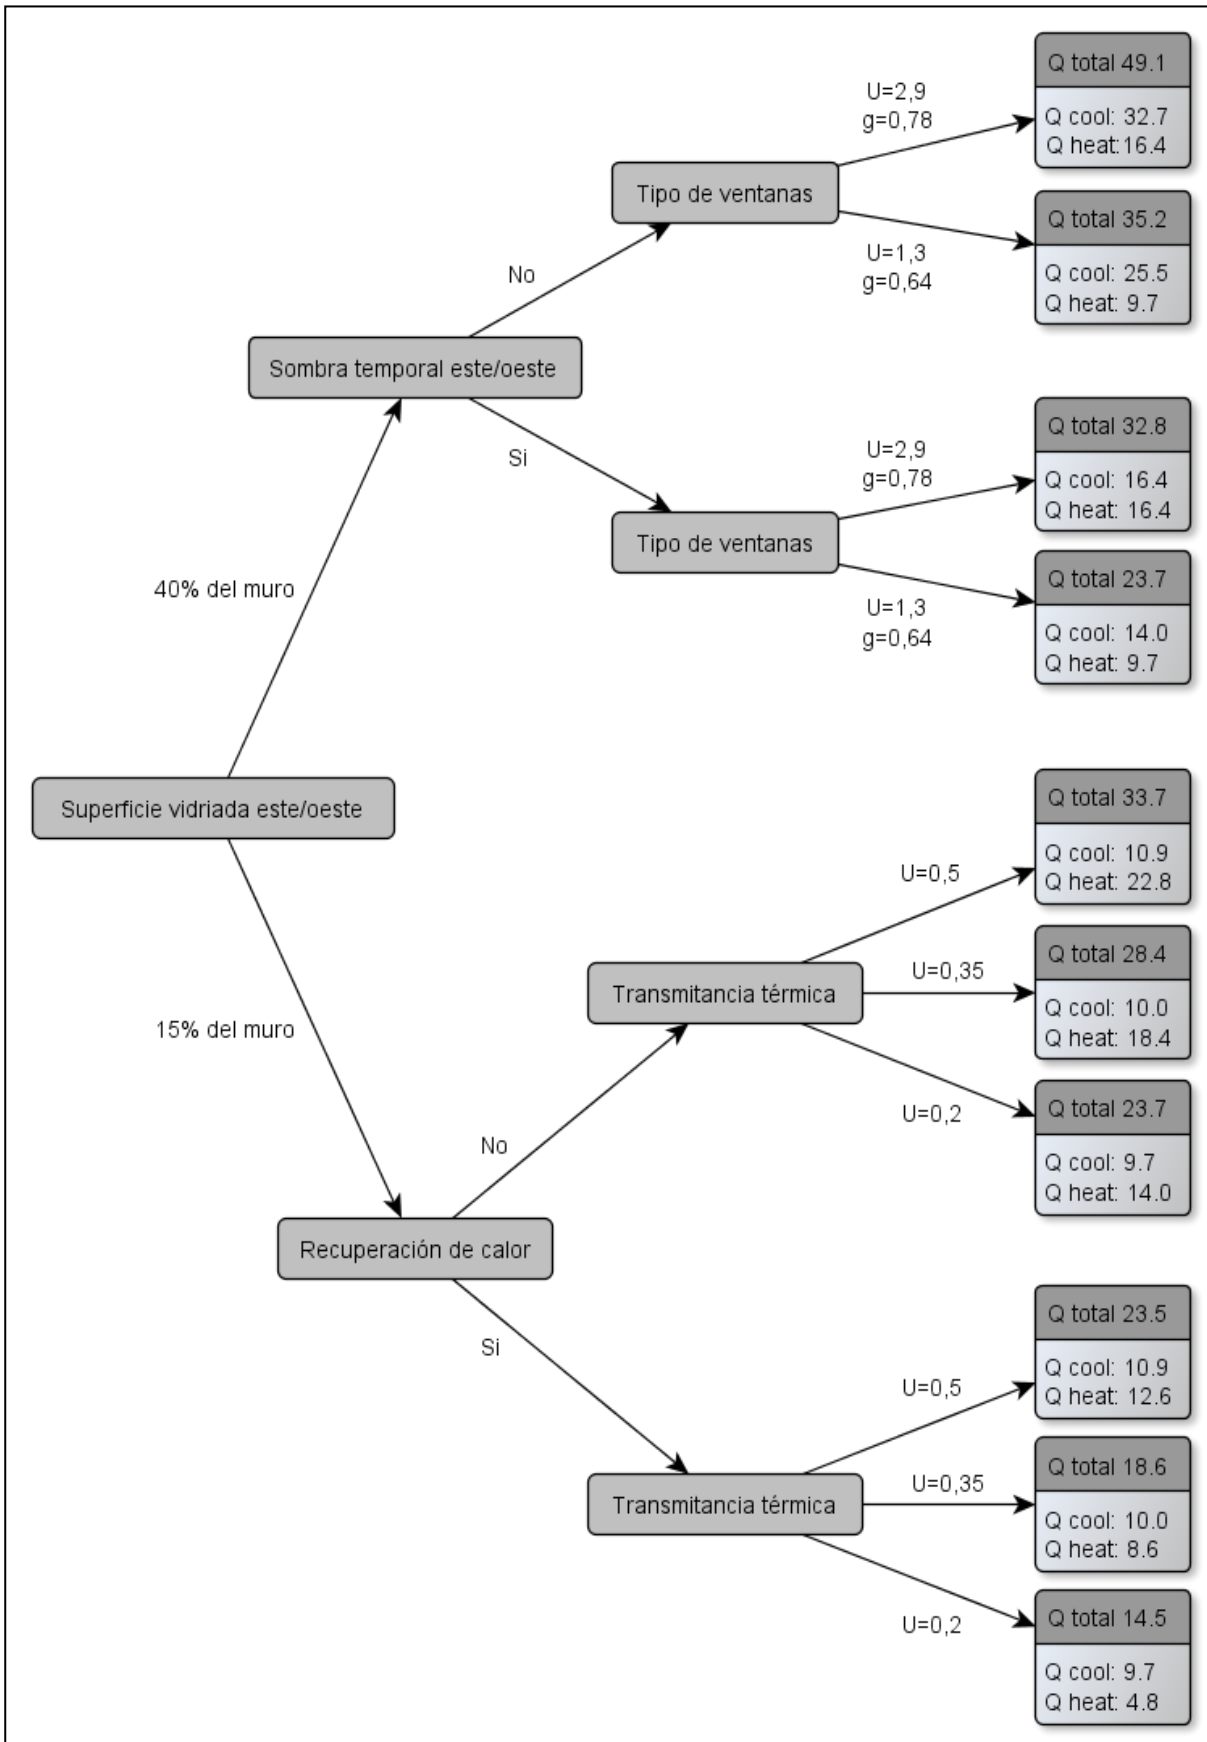 Q total 49.1
U=2,9
g=0,78
Q cool: 32.7
Q heat:16.4
Tipo de ventanas
Q total 35.2
U=1,3
g=0,64
Q cool: 25.5
Q heat: 9.7
No
Sombra temporal este/oeste
Si
Q total 32.8
U=2,9
g=0,78
Q cool: 16.4
Q heat: 16.4
Tipo de ventanas
Q total 23.7
U=1,3
g=0,64
Q cool: 14.0
Q heat: 9.7
40% del muro
Superficie vidriada este/oeste
15% del muro
Q total 33.7
Q cool: 10.9
Q heat: 22.8
U=0,5
Q total 28.4
U=0,35
Transmitancia térmica
Q cool: 10.0
Q heat: 18.4
Q total 23.7
U=0,2
Q cool: 9.7
Q heat: 14.0
No
Recuperación de calor
Si
Q total 23.5
Q cool: 10.9
Q heat: 12.6
U=0,5
Q total 18.6
U=0,35
Transmitancia térmica
Q cool: 10.0
Q heat: 8.6
Q total 14.5
U=0,2
Q cool: 9.7
Q heat: 4.8